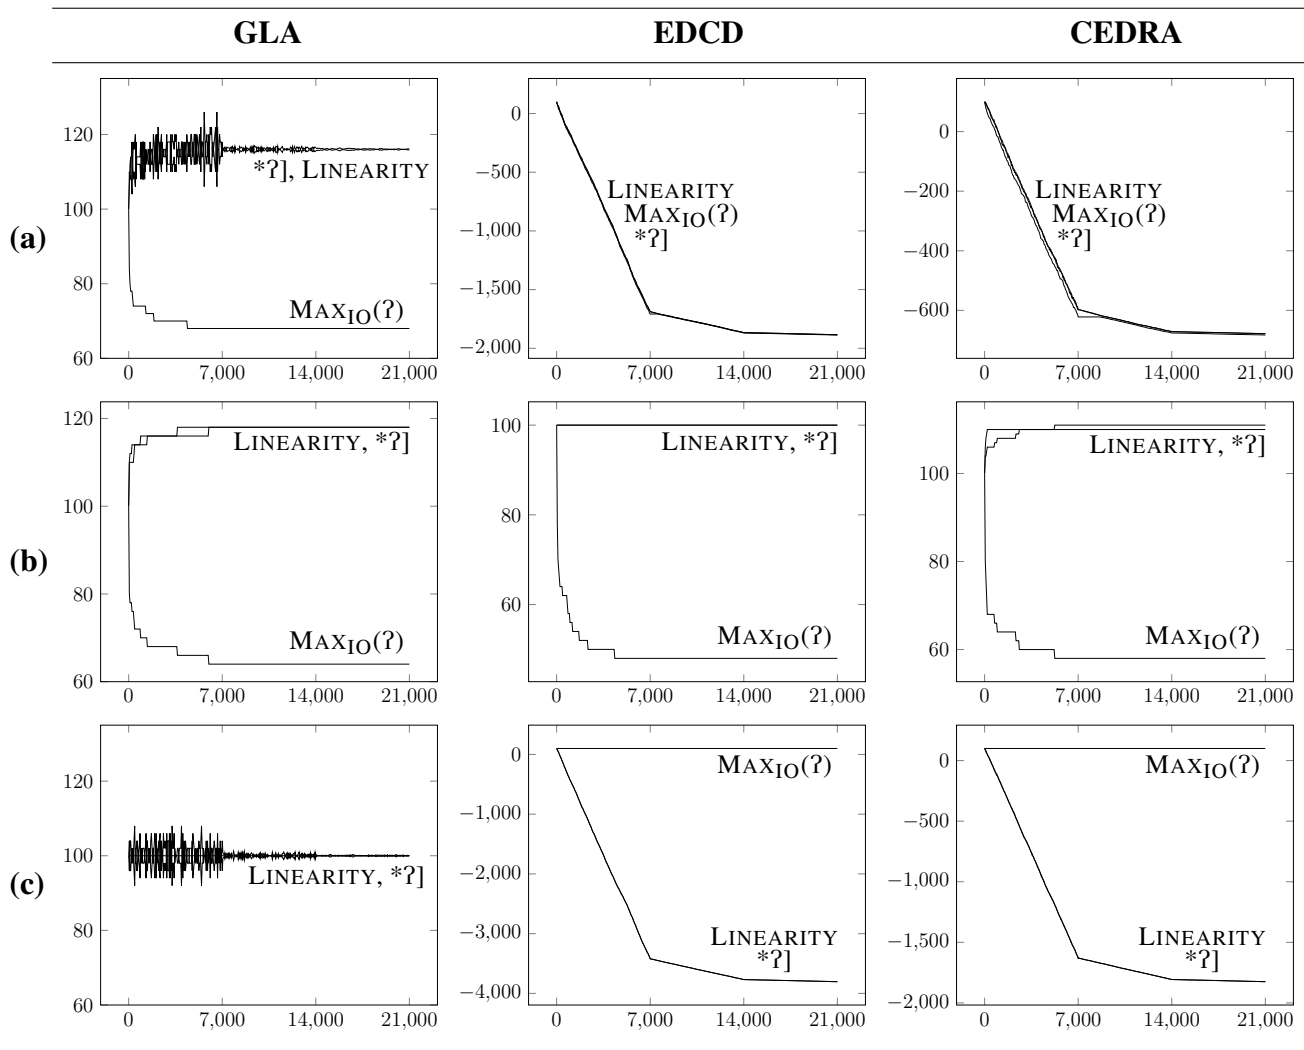 GLA EDCD CEDRA
(a)
120
100
80
60
0 7,000 14,000 21,000
*ʔ], LINEARITY
MAXIO(ʔ)
0
−500
−1,000
−1,500
−2,000
0 7,000 14,000 21,000
LINEARITY
MAXIO(ʔ)
*ʔ]
0
−200
−400
−600
0 7,000 14,000 21,000
LINEARITY
MAXIO(ʔ)
*ʔ]
(b)
120
100
80
60
0 7,000 14,000 21,000
LINEARITY, *ʔ]
MAXIO(ʔ)
100
80
60
0 7,000 14,000 21,000
LINEARITY, *ʔ]
MAXIO(ʔ)
100
80
60
0 7,000 14,000 21,000
LINEARITY, *ʔ]
MAXIO(ʔ)
(c)
120
100
80
60
0 7,000 14,000 21,000
LINEARITY, *ʔ]
0
−1,000
−2,000
−3,000
−4,000
0 7,000 14,000 21,000
MAXIO(ʔ)
LINEARITY
*ʔ]
0
−500
−1,000
−1,500
−2,000
0 7,000 14,000 21,000
MAXIO(ʔ)
LINEARITY
*ʔ]